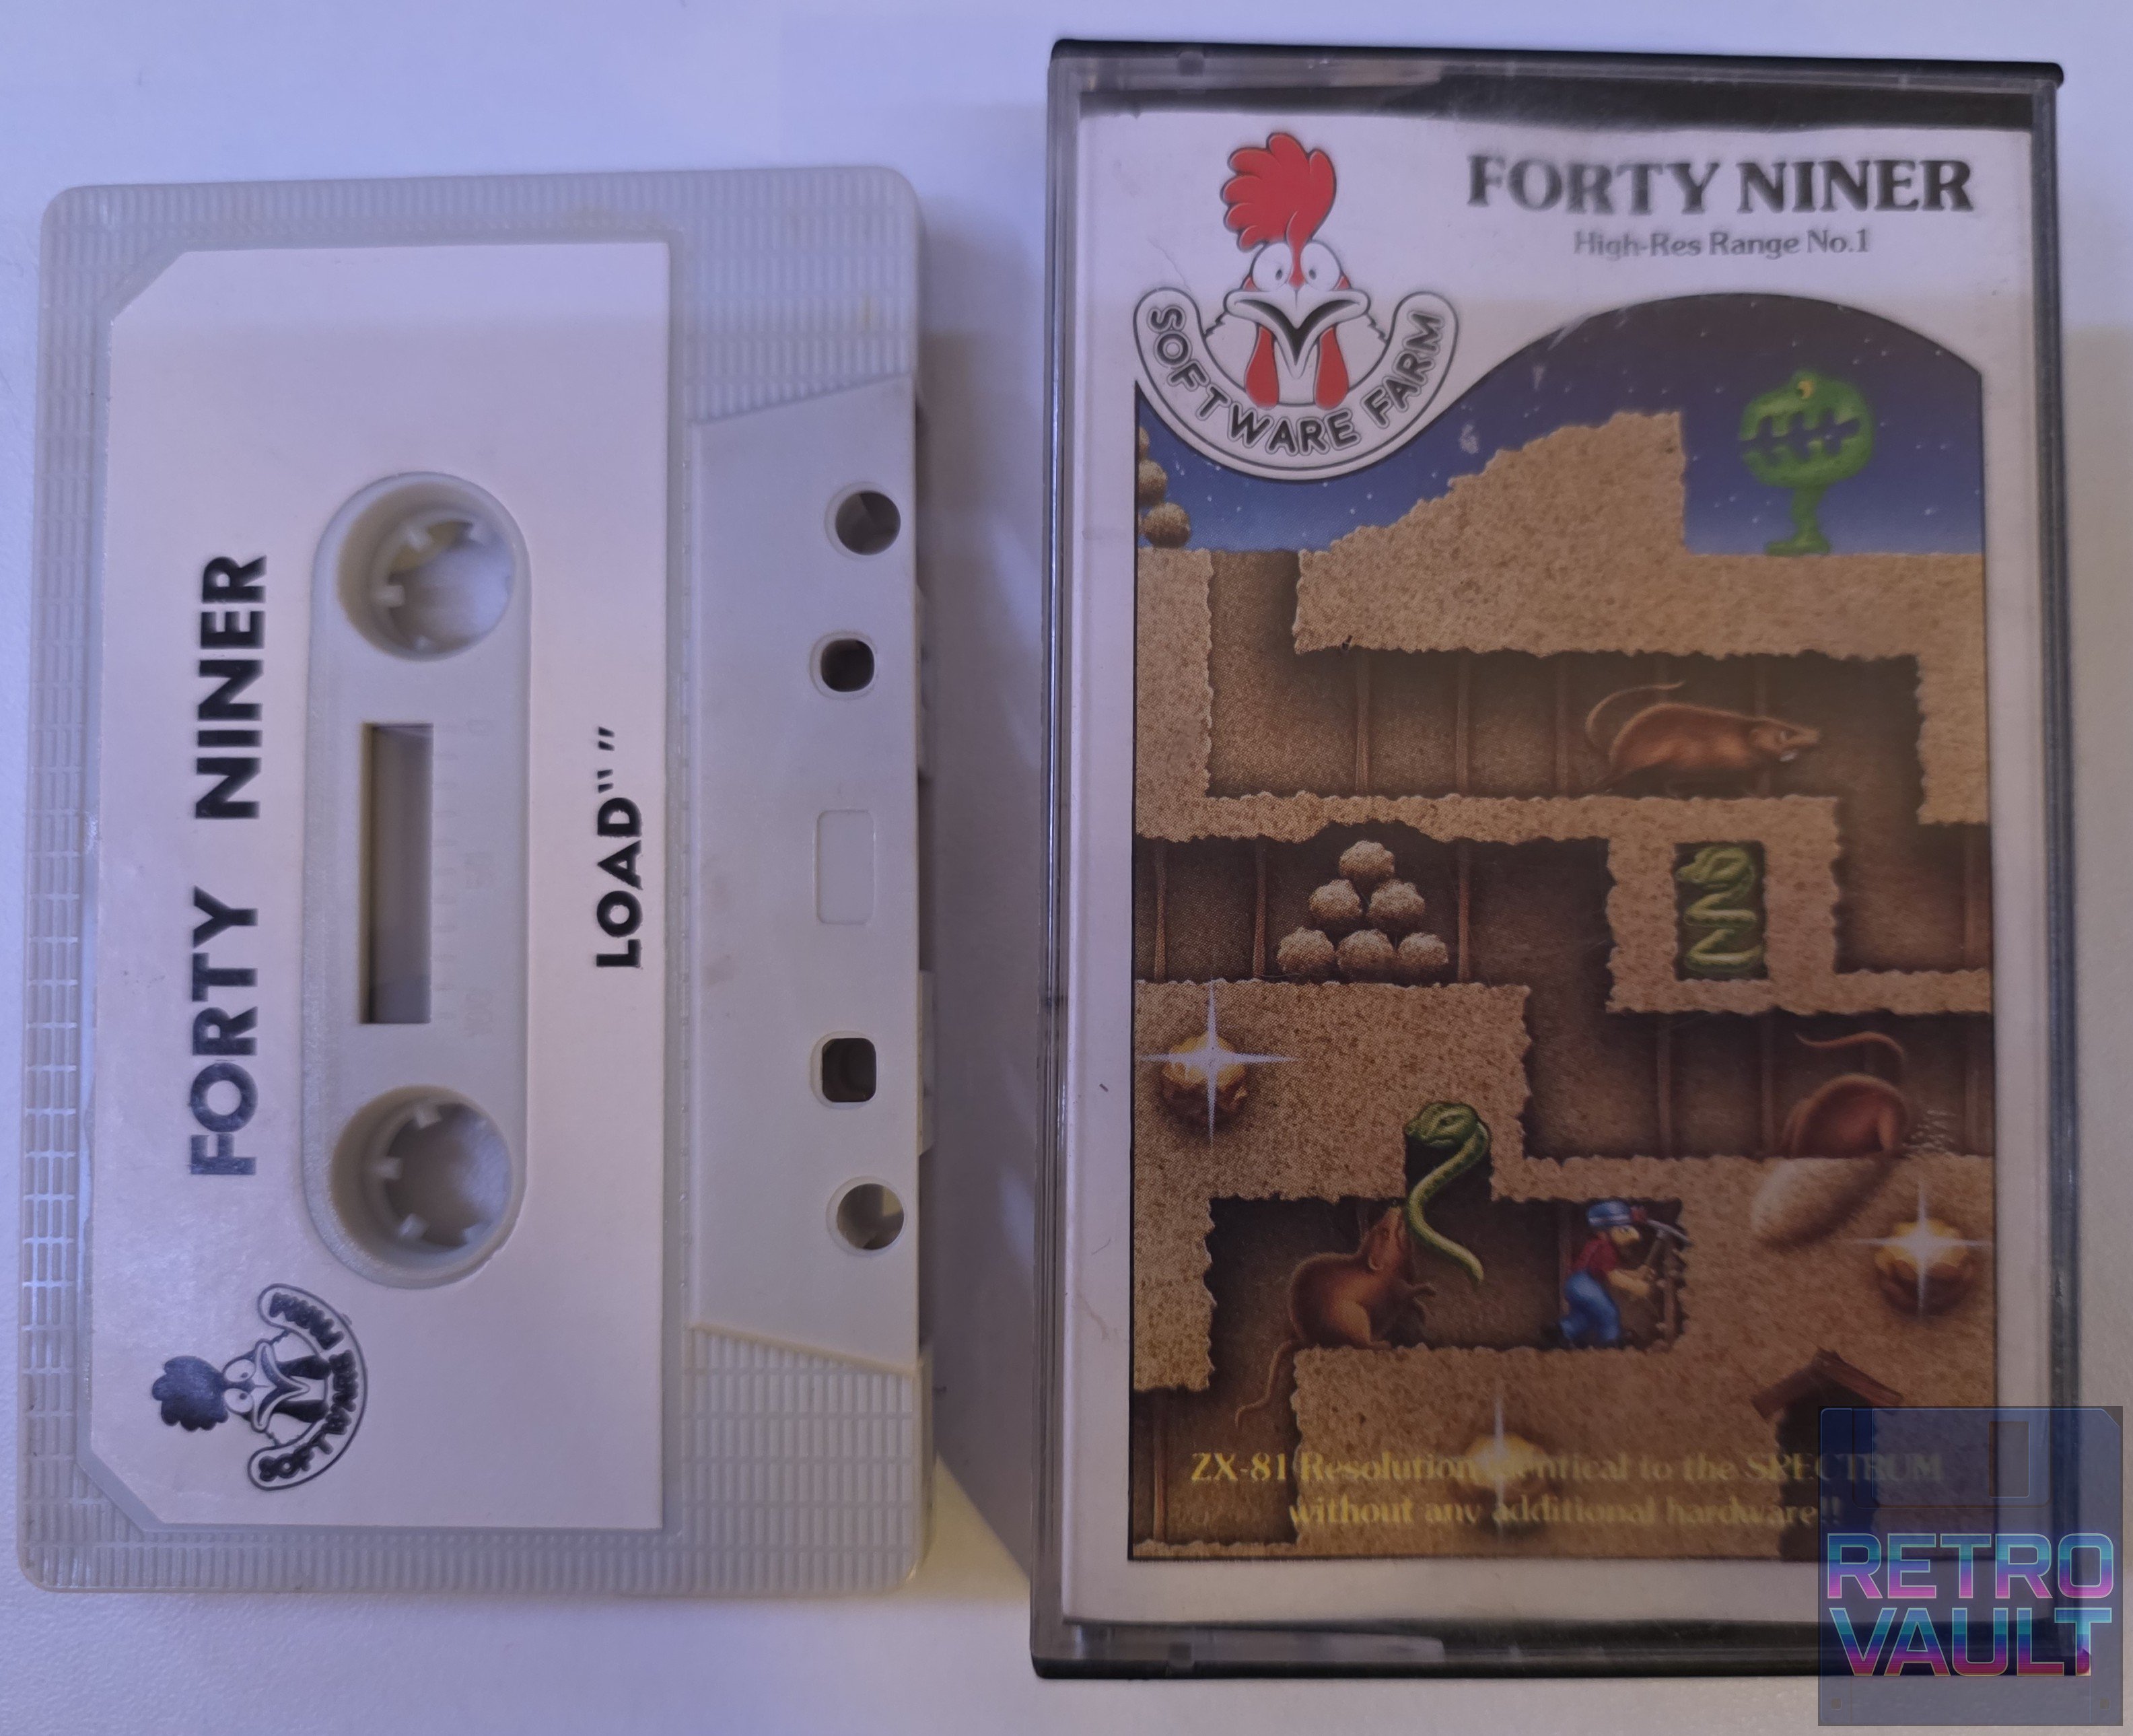 FORTY NINER
LOAD" "
SOFTWARE FARM
FORTY NINER
High-Res Range No.1
SOFTWARE FARM
ZX-81 Resolution identical to the SPECTRUM
without any additional hardware!!
RETRO
VAULT